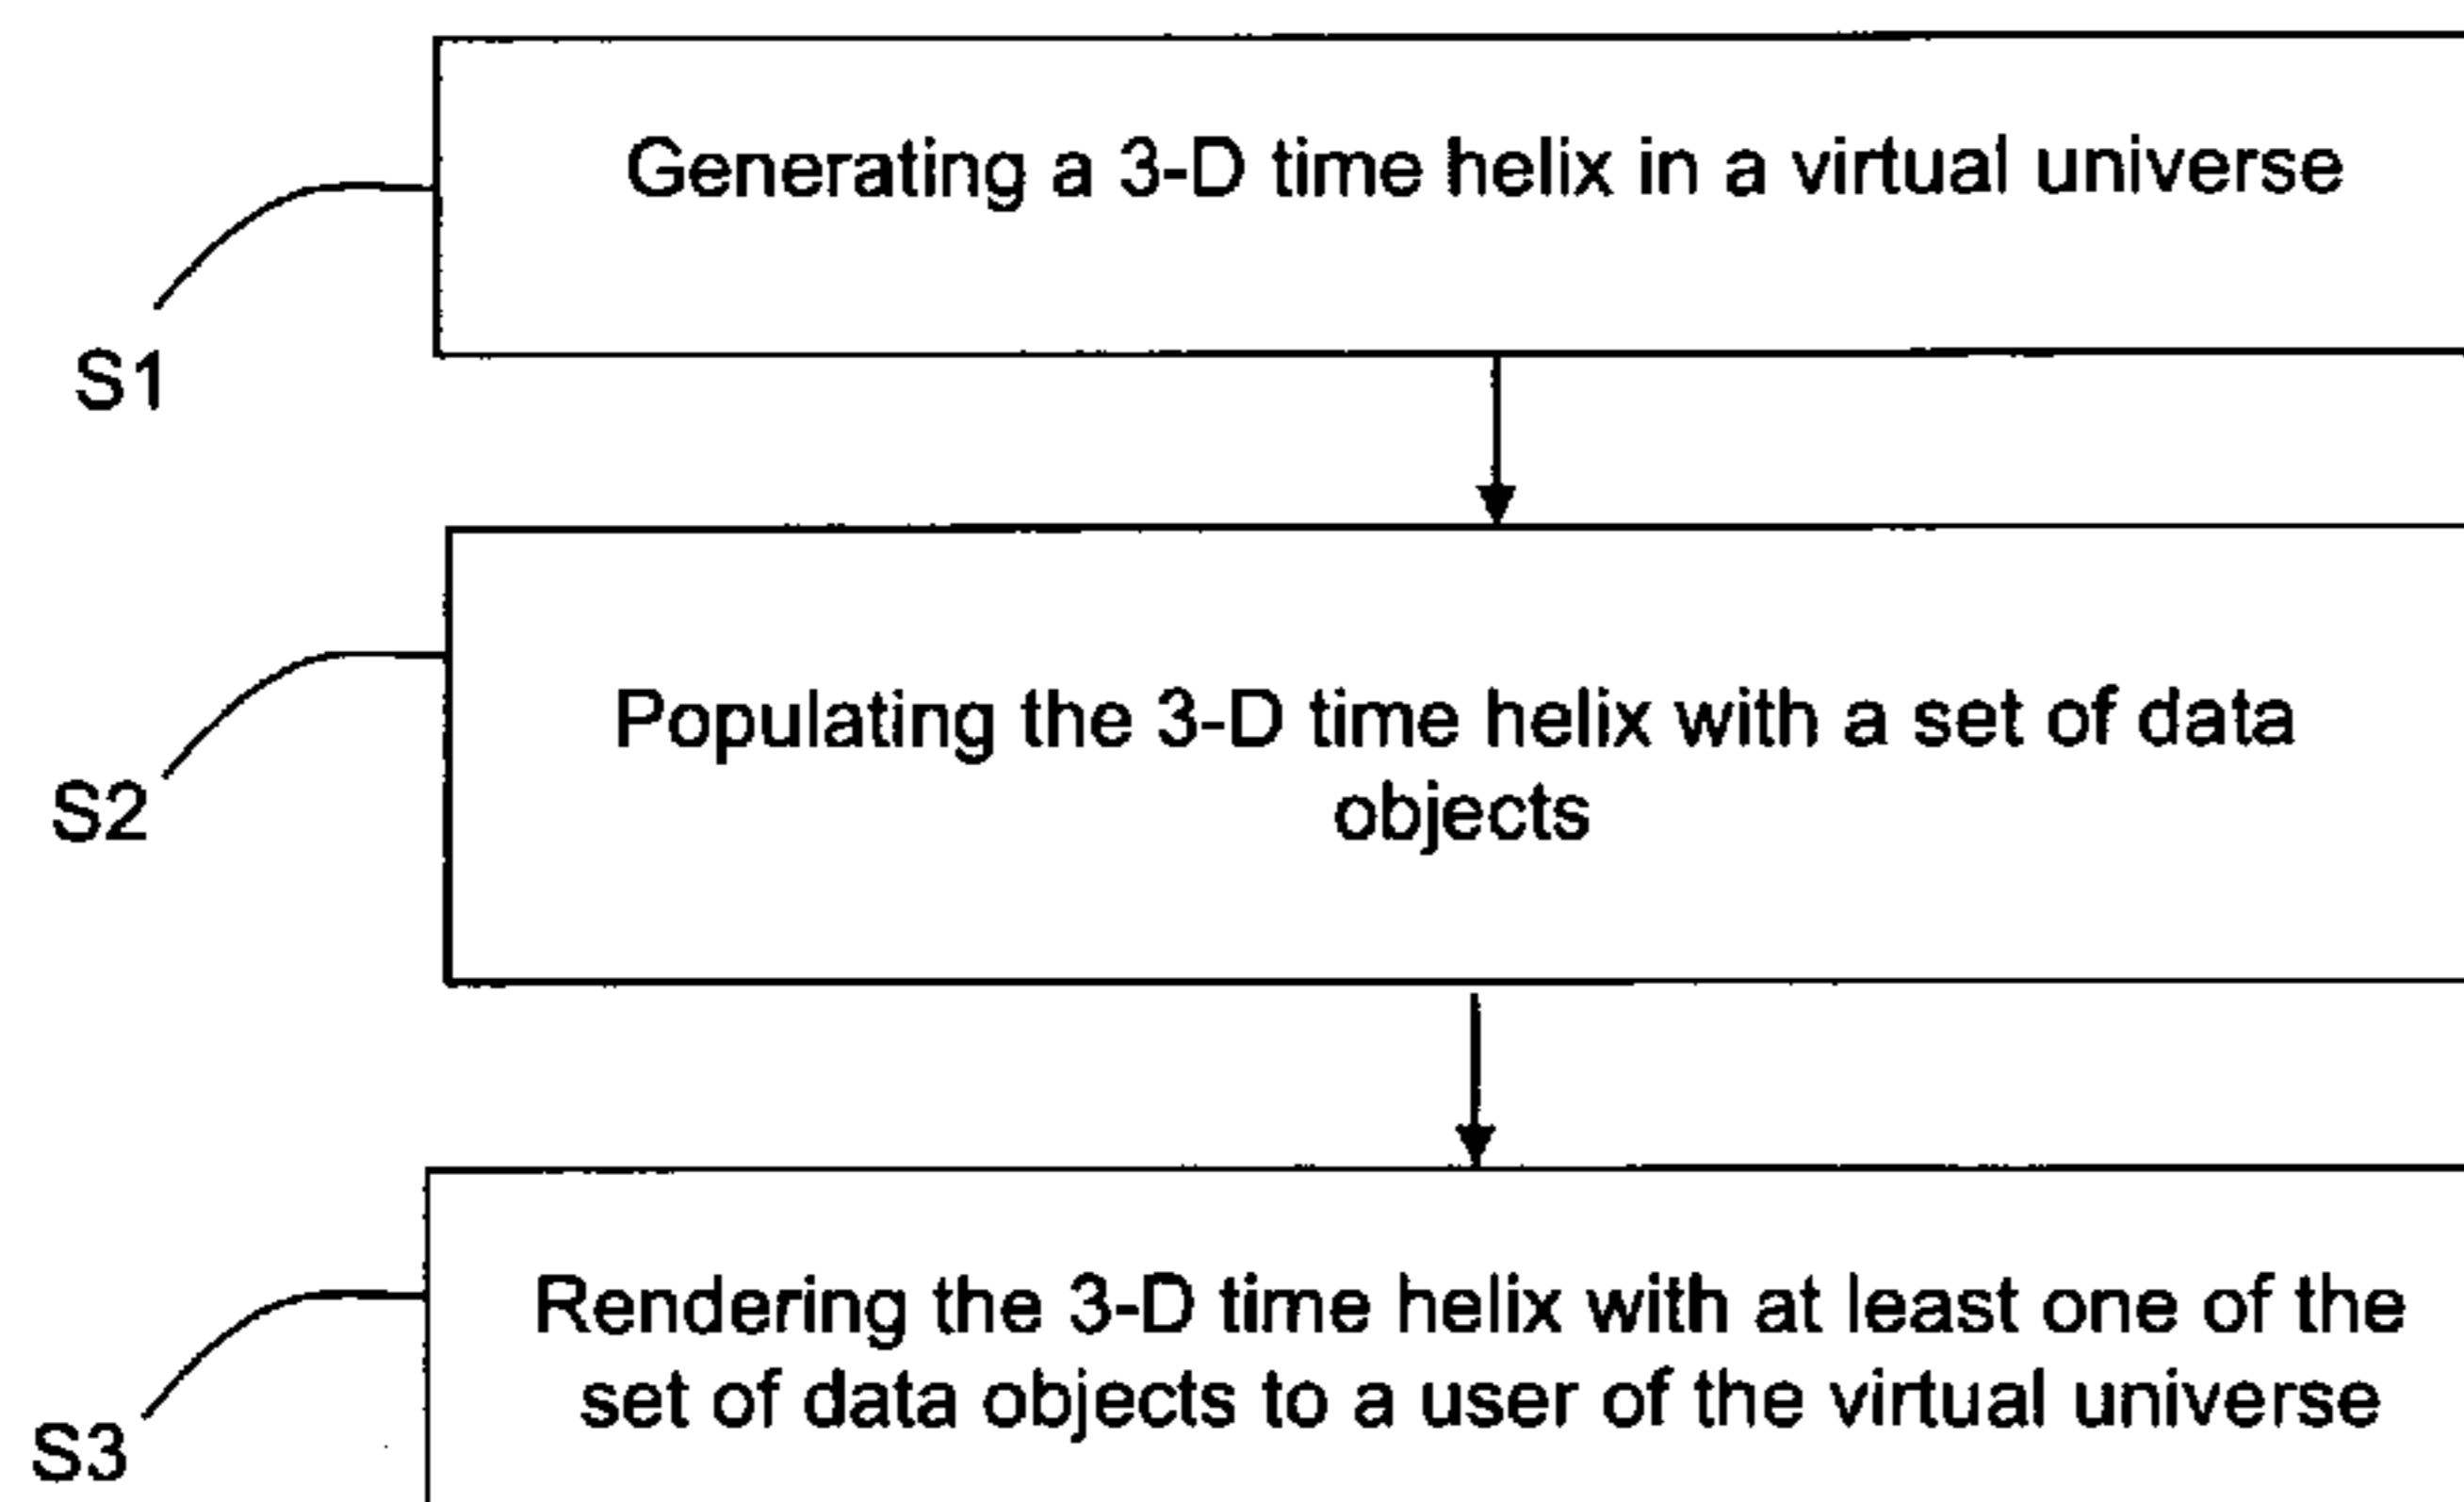 Generating a 3-D time helix in a virtual universe
S1
Populating the 3-D time helix with a set of data
objects
S2
Rendering the 3-D time helix with at least one of the
set of data objects to a user of the virtual universe
S3